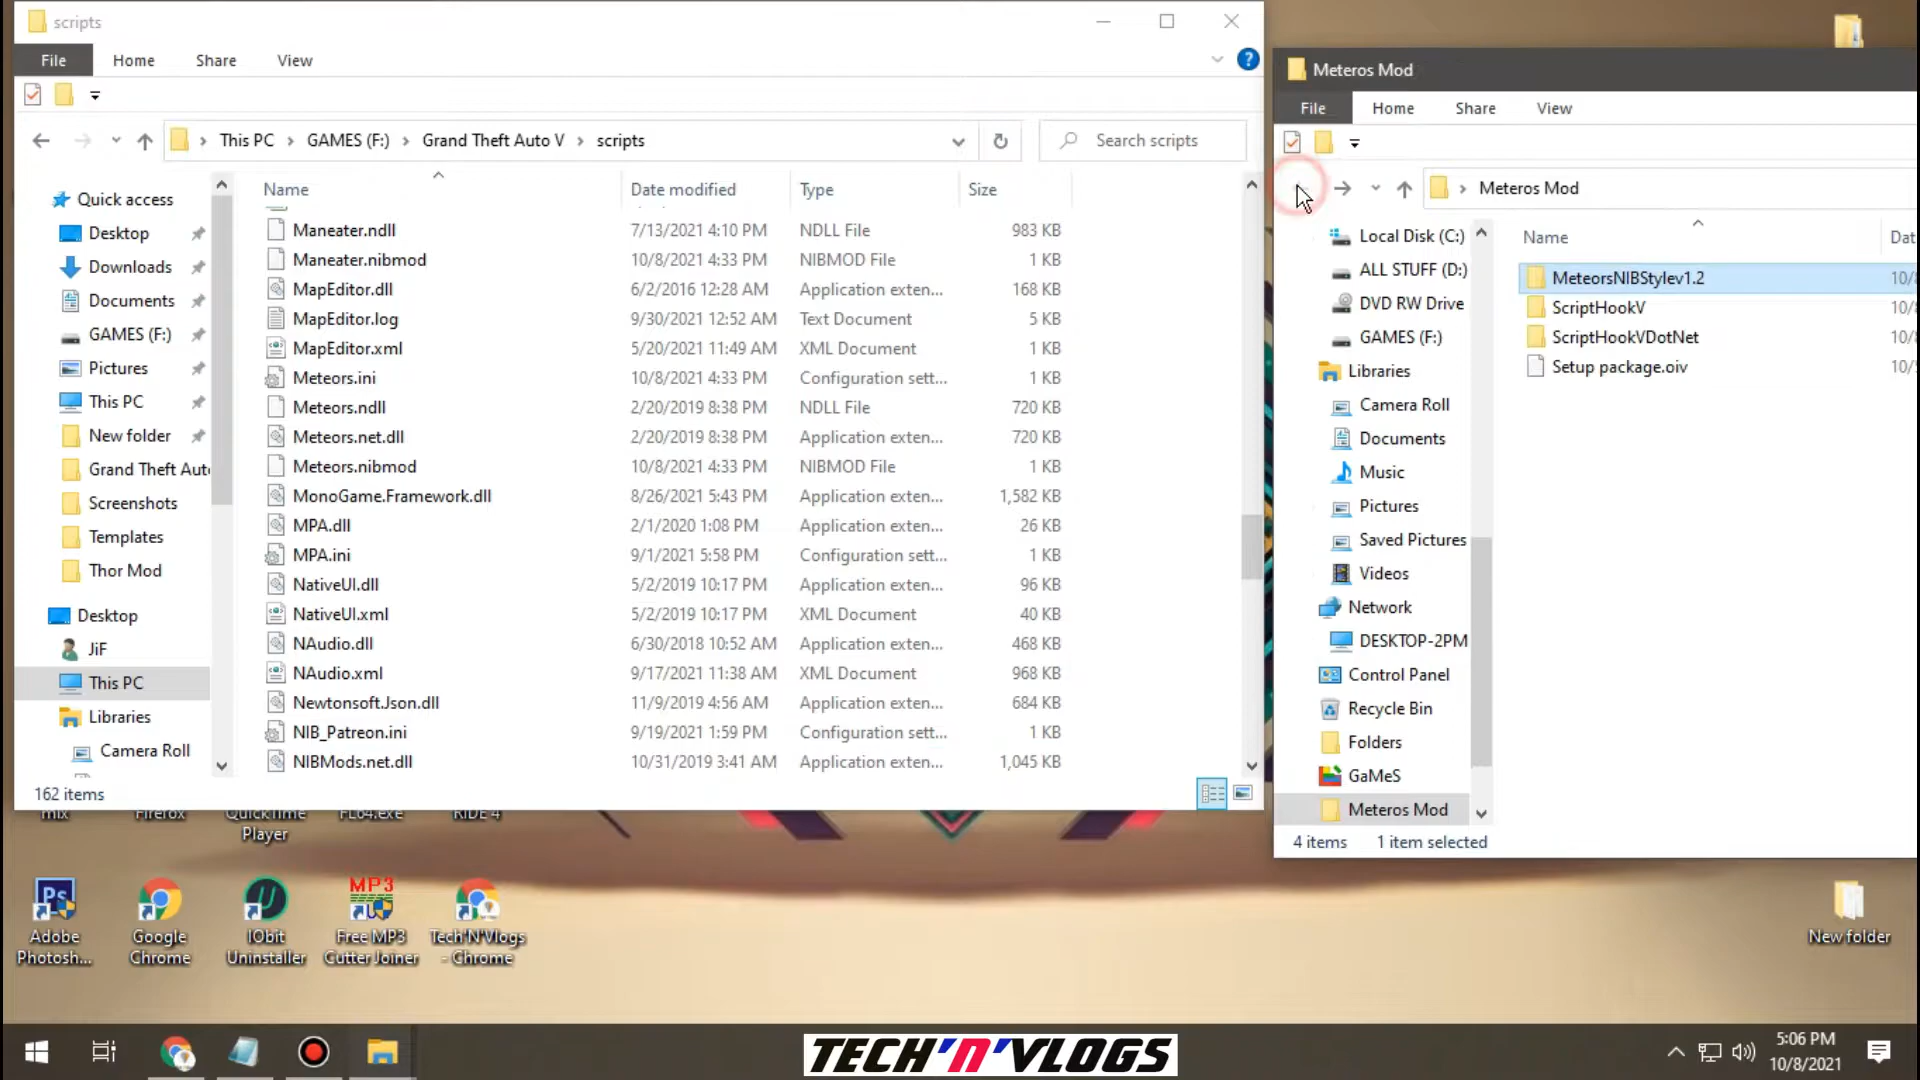 scripts
File Home Share View
This PC GAMES (F:) Grand Theft Auto V scripts
Search scripts
Quick access
Desktop
Downloads
Documents
GAMES (F:)
Pictures
This PC
New folder
Grand Theft Aut
Screenshots
Templates
Thor Mod
Desktop
JiF
This PC
Libraries
Camera Roll
Name Date modified Type Size
Maneater.ndll 7/13/2021 4:10 PM NDLL File 983 KB
Maneater.nibmod 10/8/2021 4:33 PM NIBMOD File 1 KB
MapEditor.dll 6/2/2016 12:28 AM Application exten... 168 KB
MapEditor.log 9/30/2021 12:52 AM Text Document 5 KB
MapEditor.xml 5/20/2021 11:49 AM XML Document 1 KB
Meteors.ini 10/8/2021 4:33 PM Configuration sett... 1 KB
Meteors.ndll 2/20/2019 8:38 PM NDLL File 720 KB
Meteors.net.dll 2/20/2019 8:38 PM Application exten... 720 KB
Meteors.nibmod 10/8/2021 4:33 PM NIBMOD File 1 KB
MonoGame.Framework.dll 8/26/2021 5:43 PM Application exten... 1,582 KB
MPA.dll 2/1/2020 1:08 PM Application exten... 26 KB
MPA.ini 9/1/2021 5:58 PM Configuration sett... 1 KB
NativeUI.dll 5/2/2019 10:17 PM Application exten... 96 KB
NativeUI.xml 5/2/2019 10:17 PM XML Document 40 KB
NAudio.dll 6/30/2018 10:52 AM Application exten... 468 KB
NAudio.xml 9/17/2021 11:38 AM XML Document 968 KB
Newtonsoft.Json.dll 11/9/2019 4:56 AM Application exten... 684 KB
NIB_Patreon.ini 9/19/2021 1:59 PM Configuration sett... 1 KB
NIBMods.net.dll 10/31/2019 3:41 AM Application exten... 1,045 KB
162 items
Meteros Mod
File Home Share View
Meteros Mod
Local Disk (C:)
ALL STUFF (D:)
DVD RW Drive
GAMES (F:)
Libraries
Camera Roll
Documents
Music
Pictures
Saved Pictures
Videos
Network
DESKTOP-2PM
Control Panel
Recycle Bin
Folders
GaMeS
Meteros Mod
Name Dat
MeteorsNIBStylev1.2 10/8
ScriptHookV 10/8
ScriptHookVDotNet 10/8
Setup package.oiv 10/
4 items 1 item selected
mix
Firefox
QuickTime
Player
FL64.exe
RIDE 4
Adobe
Photosh...
Google
Chrome
IObit
Uninstaller
MP3
Free MP3
Cutter Joiner
Tech'N'Vlogs
- Chrome
New folder
TECH'N'VLOGS
5:06 PM
10/8/2021